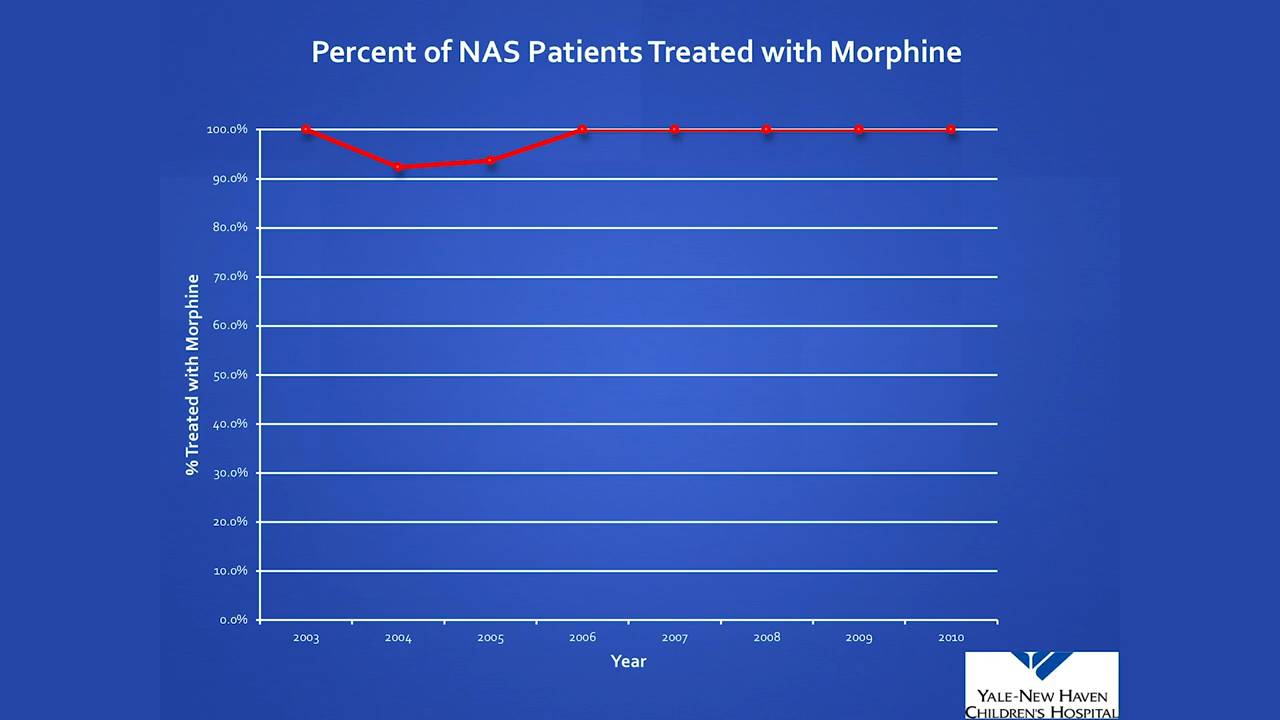 Percent of NAS Patients Treated with Morphine
100.0%
90.0%
80.0%
70.0%
60.0%
50.0%
40.0%
30.0%
20.0%
10.0%
0.0%
% Treated with Morphine
2003 2004 2005 2006 2007 2008 2009 2010
Year
YALE-NEW HAVEN
CHILDREN'S HOSPITAL